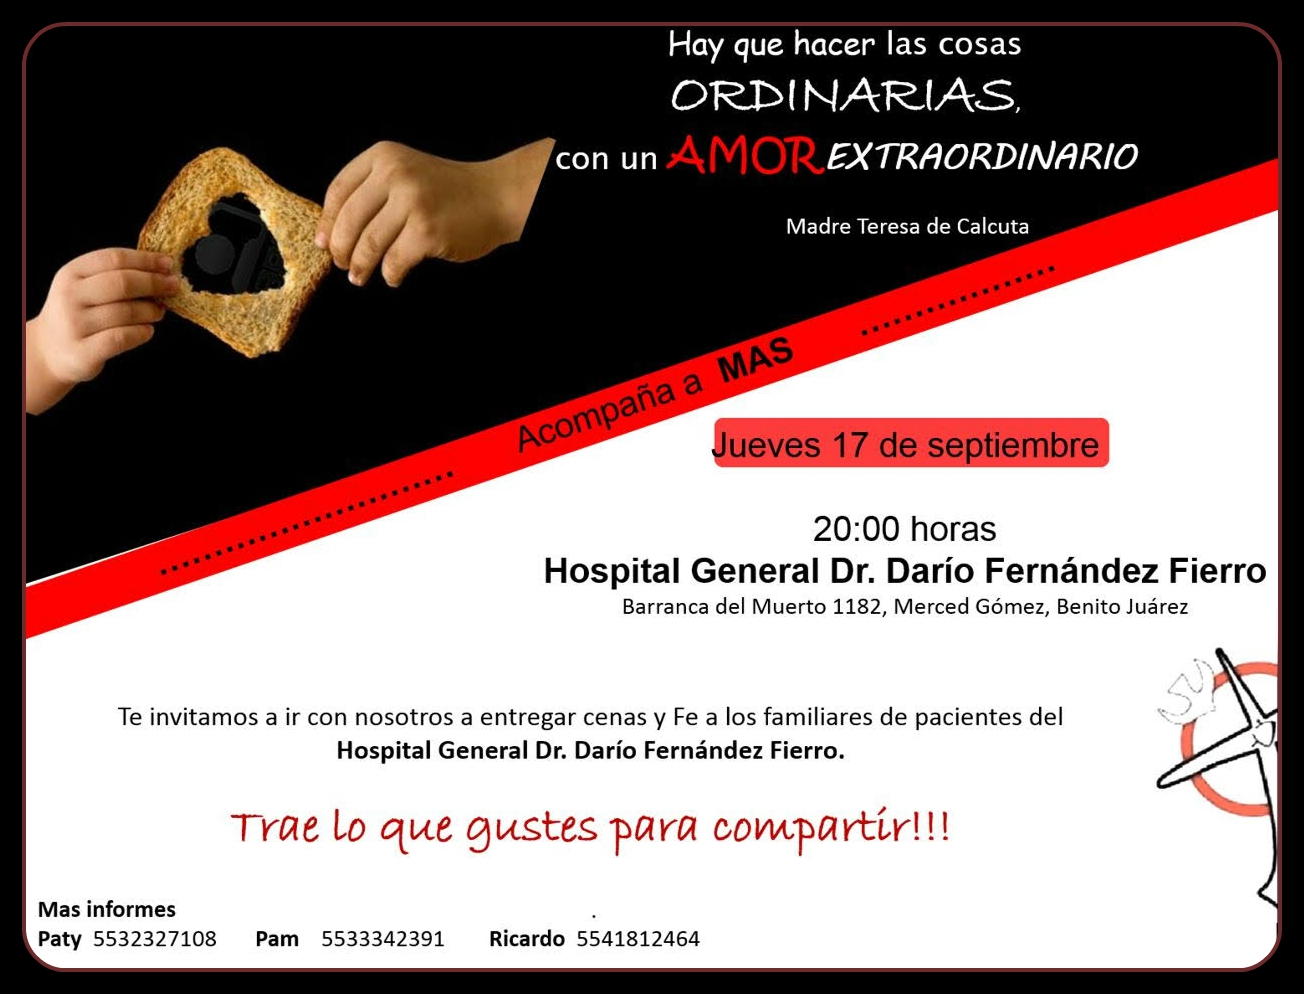 Hay que hacer las cosas
ORDINARIAS,
con un AMOR EXTRAORDINARIO
Madre Teresa de Calcuta
Acompaña a MAS
Jueves 17 de septiembre
20:00 horas
Hospital General Dr. Darío Fernández Fierro
Barranca del Muerto 1182, Merced Gómez, Benito Juárez
Te invitamos a ir con nosotros a entregar cenas y Fe a los familiares de pacientes del
Hospital General Dr. Darío Fernández Fierro.
Trae lo que gustes para compartir!!!
Mas informes
Paty 5532327108 Pam 5533342391 Ricardo 5541812464